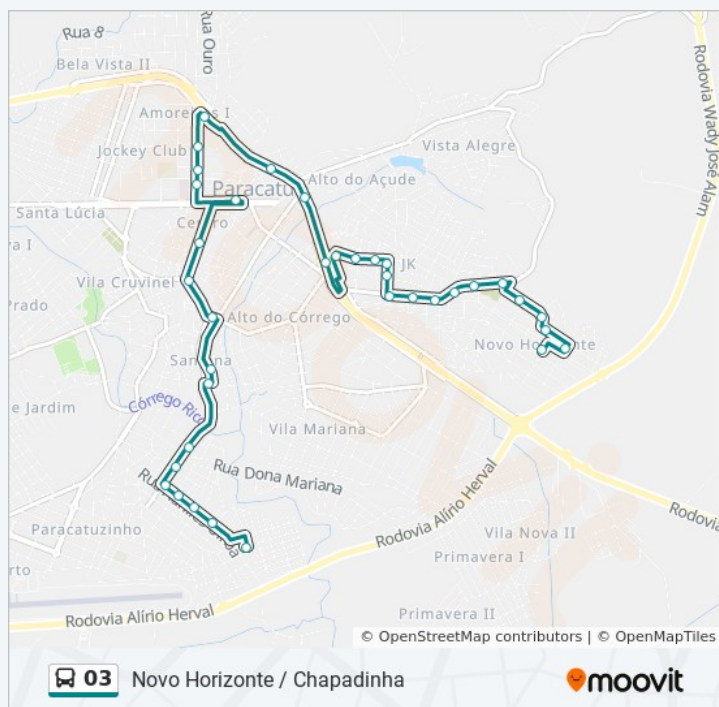 Rua 8
Rua Ouro
Bela Vista II
Rodovia Wady José Alam
Amoreiras I
Jockey Club
Vista Alegre
Alto do Açude
Paracatu
Santa Lúcia
Centro
va I
JK
Vila Cruvinel
Prado
Alto do Córrego
Novo Horizonte
Santana
e Jardim
Córrego Rico
Vila Mariana
Rua Dona Mariana
Paracatuzinho
Rodovia
Rodovia Alírio Herval
Vila Nova II
Primavera I
rto
Rodovia Alírio Herval
Primavera II
© OpenStreetMap contributors | © OpenMapTiles
03 Novo Horizonte / Chapadinha
moovit